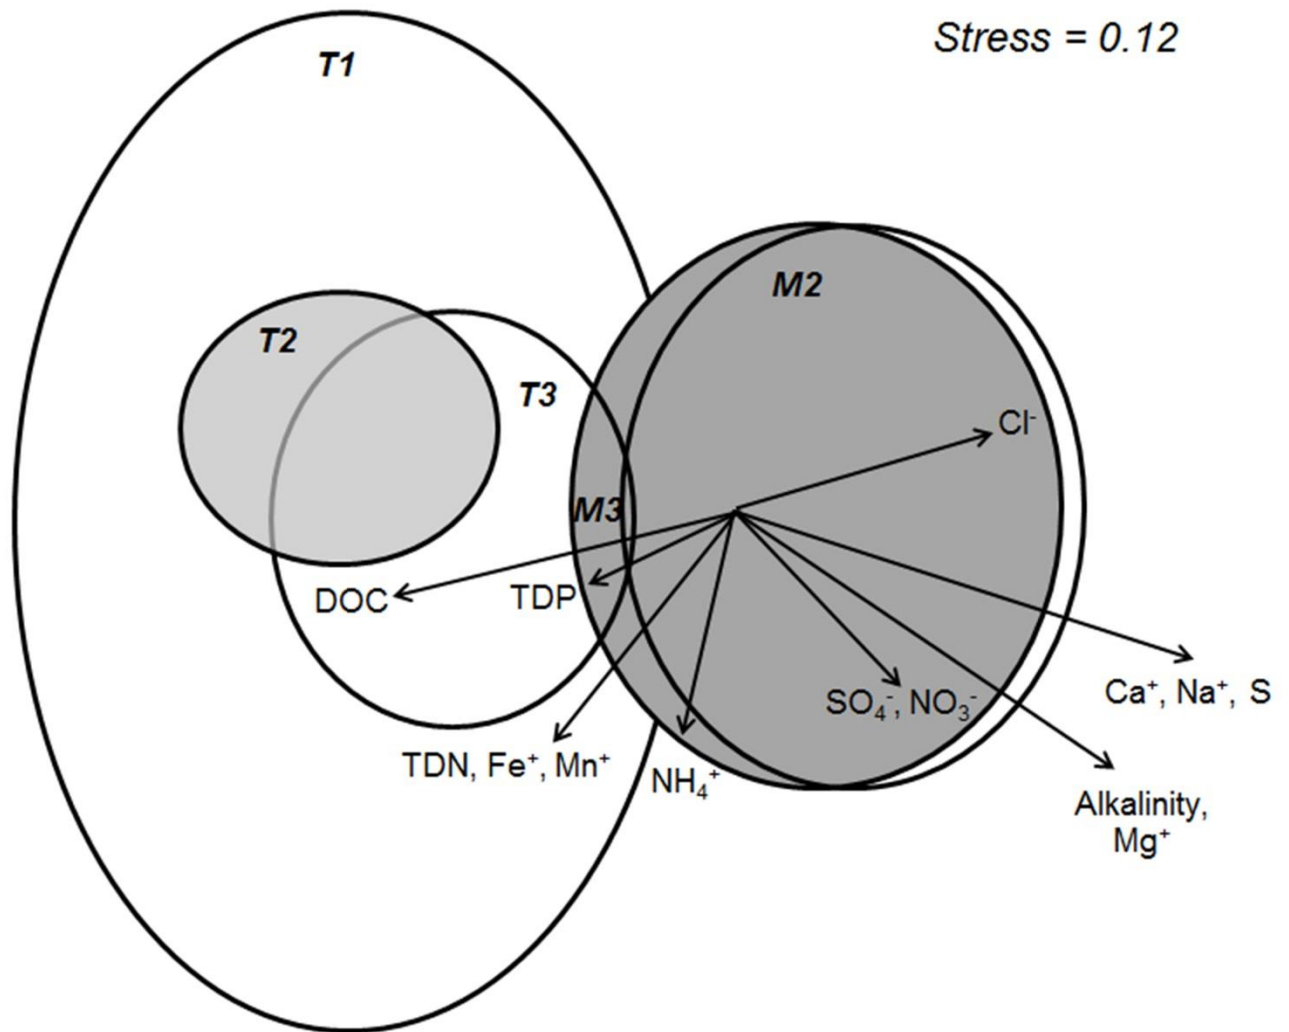 Stress = 0.12
T1
M2
T2
T3
Cl⁻
M3
DOC
TDP
SO₄⁻, NO₃⁻
Ca⁺, Na⁺, S
TDN, Fe⁺, Mn⁺
NH₄⁺
Alkalinity,
Mg⁺